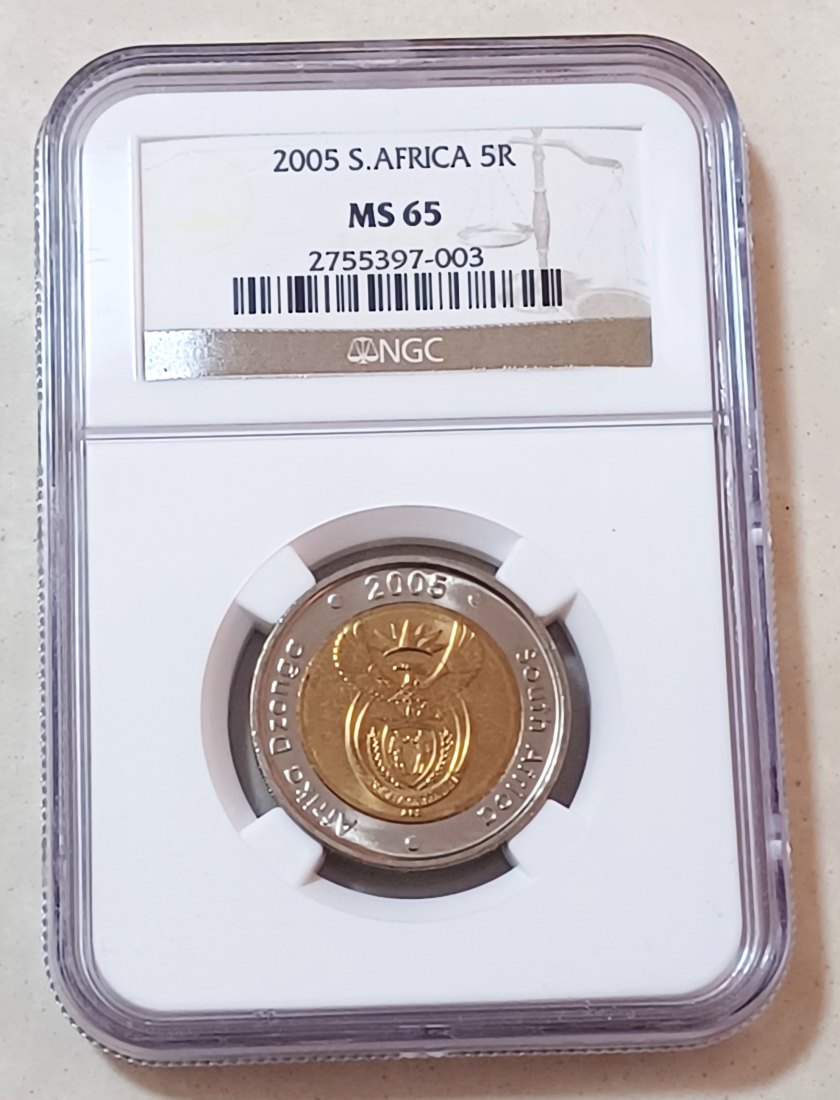 2005 S.AFRICA 5R
MS 65
2755397-003
NGC
2005
Afrika Dzonga
South Africa